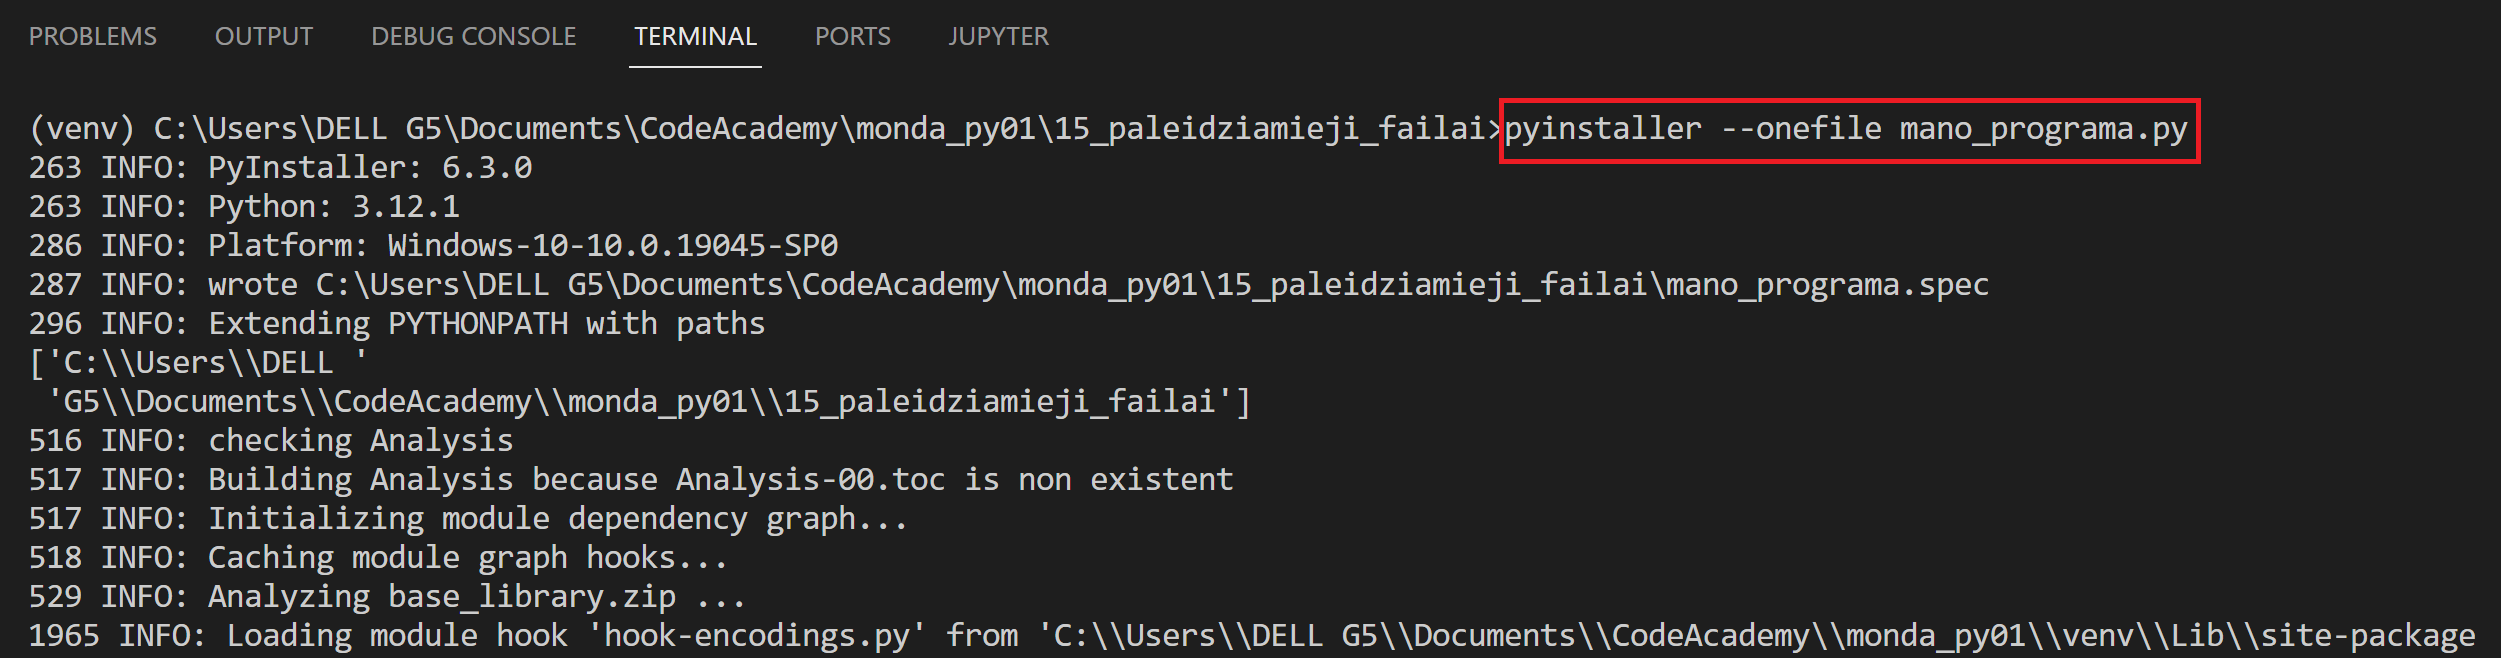 PROBLEMS OUTPUT DEBUG CONSOLE TERMINAL PORTS JUPYTER
(venv) C:\Users\DELL G5\Documents\CodeAcademy\monda_py01\15_paleidziamieji_failai>pyinstaller --onefile mano_programa.py
263 INFO: PyInstaller: 6.3.0
263 INFO: Python: 3.12.1
286 INFO: Platform: Windows-10-10.0.19045-SP0
287 INFO: wrote C:\Users\DELL G5\Documents\CodeAcademy\monda_py01\15_paleidziamieji_failai\mano_programa.spec
296 INFO: Extending PYTHONPATH with paths
['C:\\Users\\DELL '
 'G5\\Documents\\CodeAcademy\\monda_py01\\15_paleidziamieji_failai']
516 INFO: checking Analysis
517 INFO: Building Analysis because Analysis-00.toc is non existent
517 INFO: Initializing module dependency graph...
518 INFO: Caching module graph hooks...
529 INFO: Analyzing base_library.zip ...
1965 INFO: Loading module hook 'hook-encodings.py' from 'C:\\Users\\DELL G5\\Documents\\CodeAcademy\\monda_py01\\venv\\Lib\\site-package